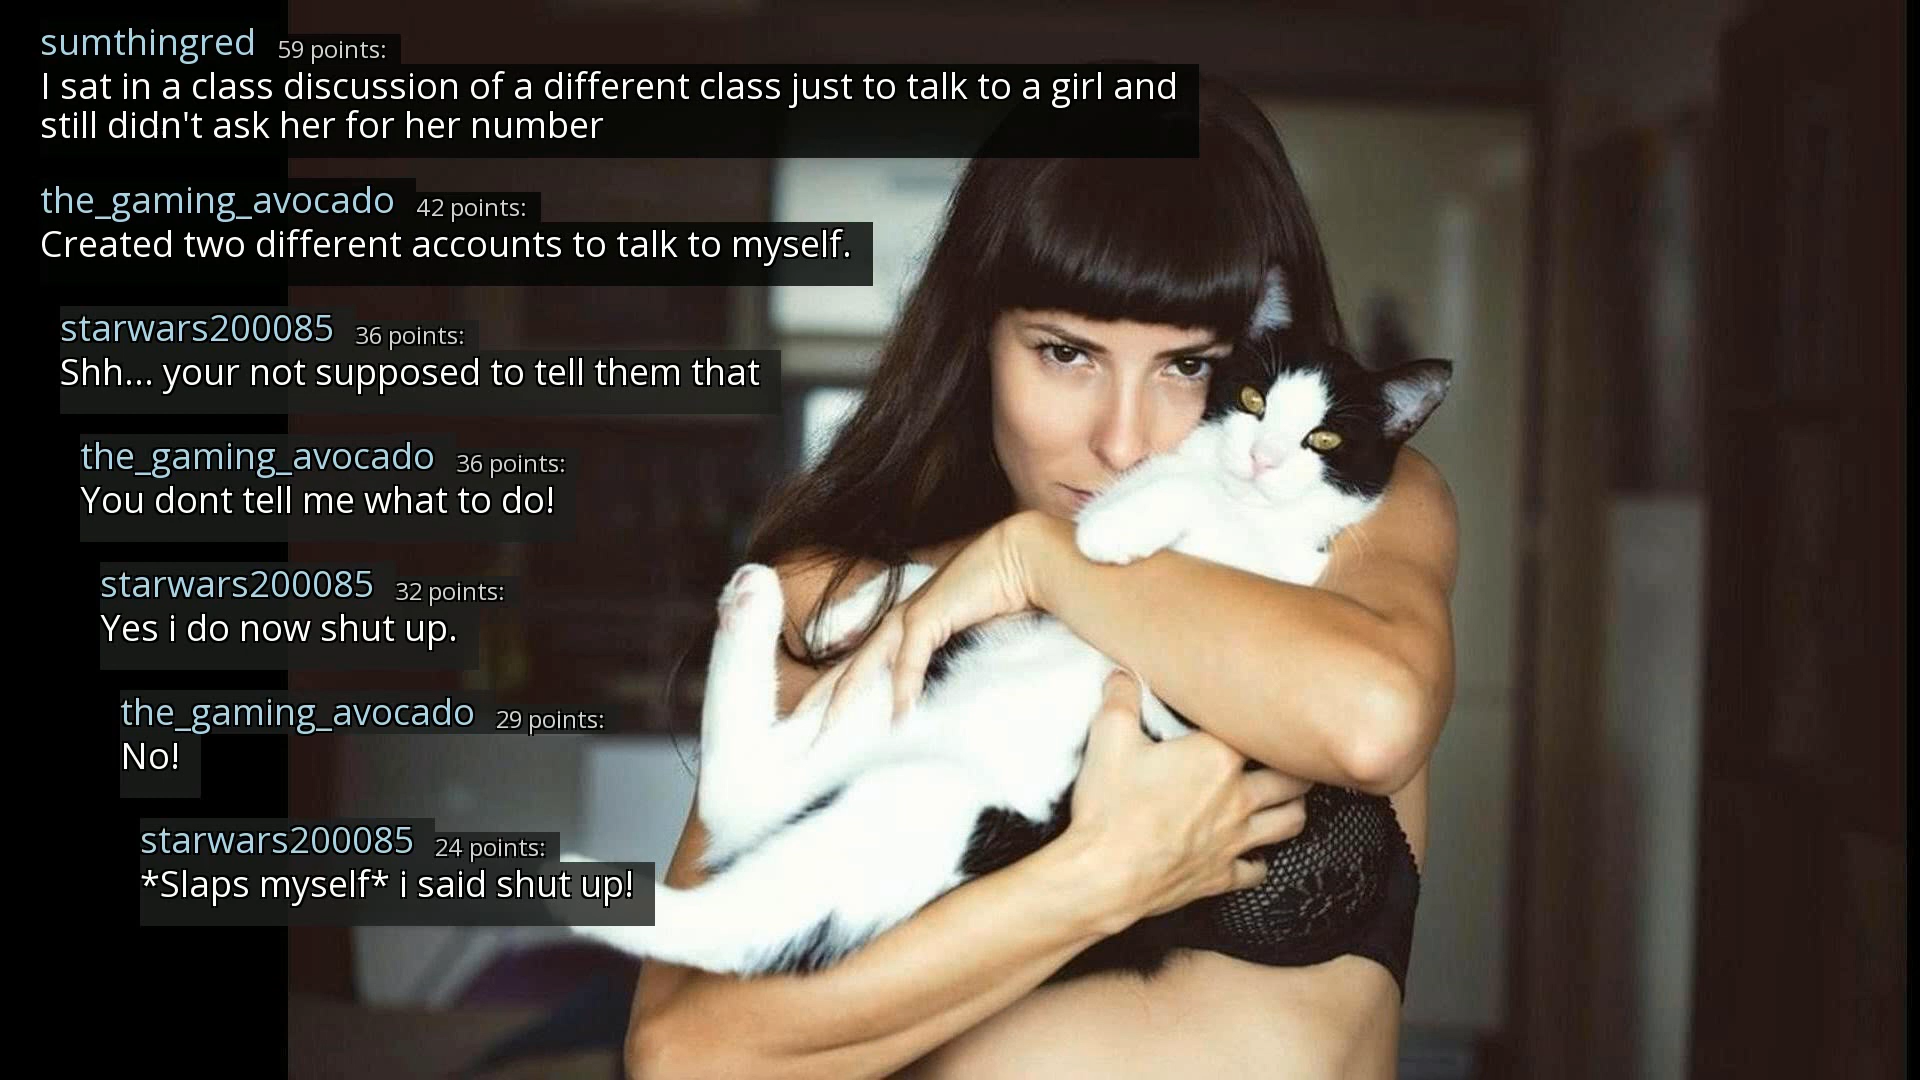 sumthingred 59 points:
I sat in a class discussion of a different class just to talk to a girl and
still didn't ask her for her number
the_gaming_avocado 42 points:
Created two different accounts to talk to myself.
starwars200085 36 points:
Shh... your not supposed to tell them that
the_gaming_avocado 36 points:
You dont tell me what to do!
starwars200085 32 points:
Yes i do now shut up.
the_gaming_avocado 29 points:
No!
starwars200085 24 points:
*Slaps myself* i said shut up!